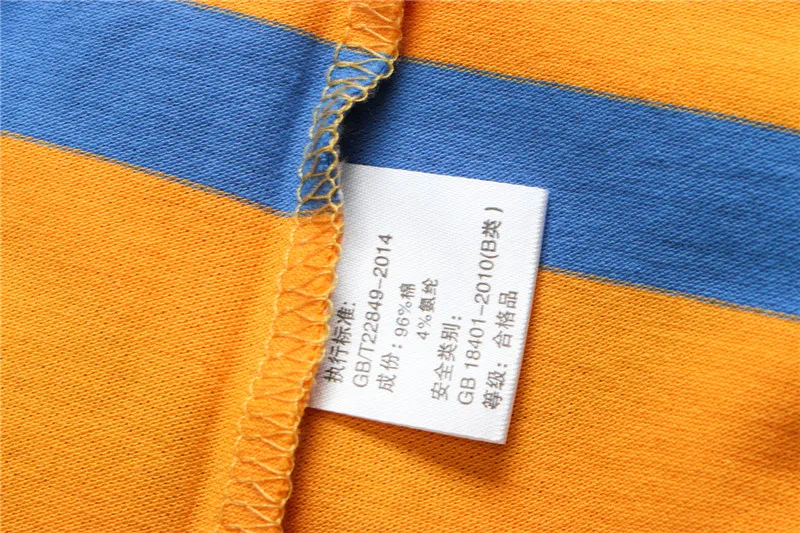 执行标准:
GB/T22849-2014
成份: 96%棉
4%氨纶
安全类别:
GB 18401-2010(B类)
等级: 合格品